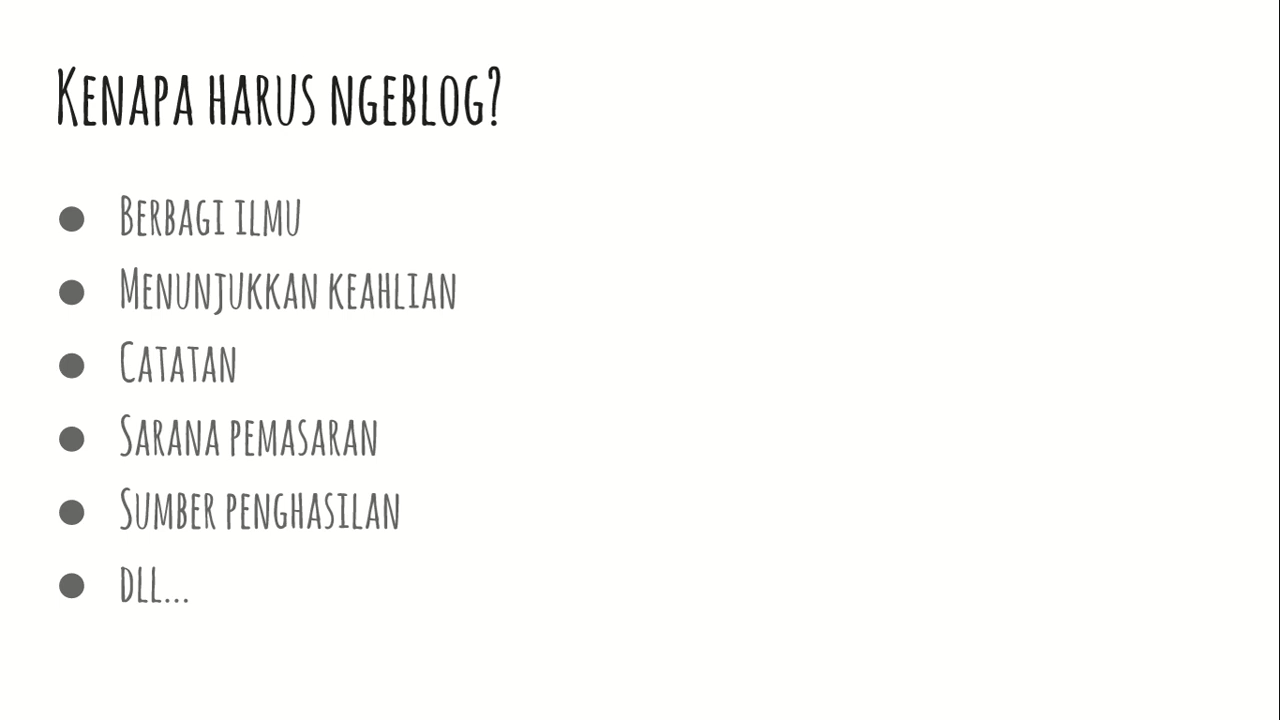 Kenapa harus ngeblog?
● Berbagi ilmu
● Menunjukkan keahlian
● Catatan
● Sarana pemasaran
● Sumber penghasilan
● dll...